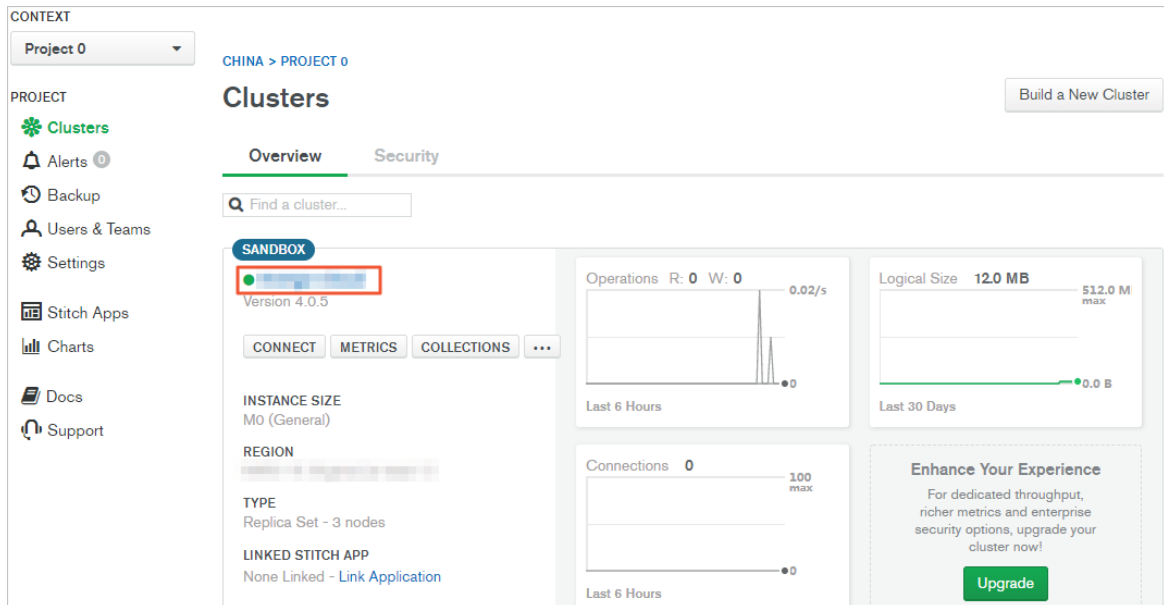 CONTEXT
Project 0
PROJECT
Clusters
Alerts 0
Backup
Users & Teams
Settings
Stitch Apps
Charts
Docs
Support
CHINA > PROJECT 0
Clusters
Build a New Cluster
Overview Security
Find a cluster...
SANDBOX
Version 4.0.5
CONNECT METRICS COLLECTIONS ...
INSTANCE SIZE
M0 (General)
REGION
TYPE
Replica Set - 3 nodes
LINKED STITCH APP
None Linked - Link Application
Operations R: 0 W: 0
0.02/s
0
Last 6 Hours
Logical Size 12.0 MB
512.0 M
max
0.0 B
Last 30 Days
Connections 0
100
max
0
Last 6 Hours
Enhance Your Experience
For dedicated throughput,
richer metrics and enterprise
security options, upgrade your
cluster now!
Upgrade